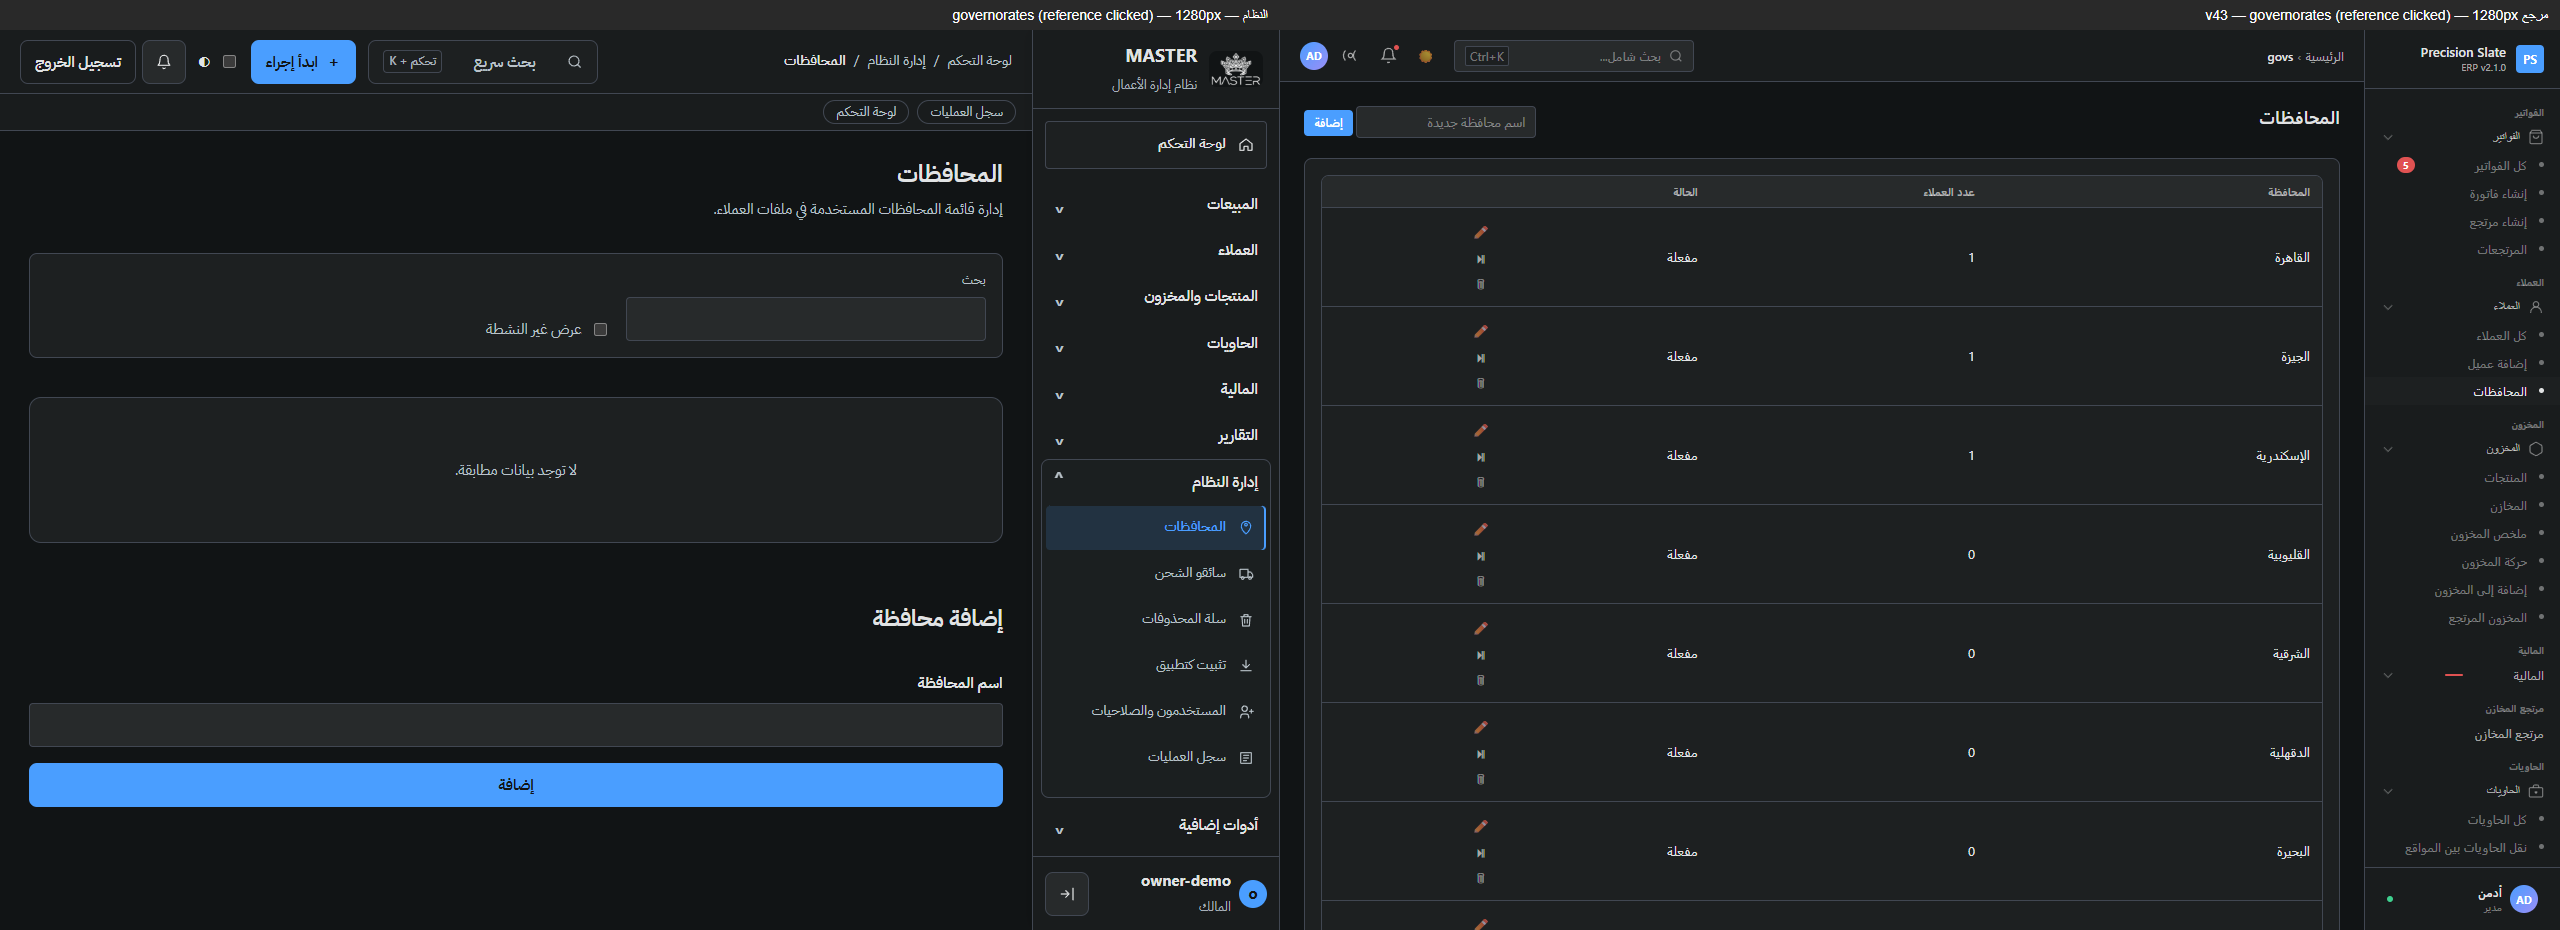 مرجع v43 — governorates (reference clicked) — 1280px
Precision Slate
ERP v2.1.0
PS
الفواتير
الفواتير
كل الفواتير
5
إنشاء فاتورة
إنشاء مرتجع
المرتجعات
العملاء
العملاء
كل العملاء
إضافة عميل
المحافظات
المخزون
المخزون
المنتجات
المخازن
ملخص المخزون
حركة المخزون
إضافة إلى المخزون
المخزون المرتجع
المالية
المالية
مرتجع المخازن
مرتجع المخازن
الحاويات
الحاويات
كل الحاويات
نقل الحاويات بين المواقع
أدمن
مدير
AD
الرئيسية › govs
بحث شامل...
Ctrl+K
AD
المحافظات
اسم محافظة جديدة
إضافة
المحافظة عدد العملاء الحالة
القاهرة 1 مفعلة
الجيزة 1 مفعلة
الإسكندرية 1 مفعلة
القليوبية 0 مفعلة
الشرقية 0 مفعلة
الدقهلية 0 مفعلة
البحيرة 0 مفعلة
النظام — governorates (reference clicked) — 1280px
MASTER
MASTER
نظام إدارة الأعمال
لوحة التحكم
المبيعات
العملاء
المنتجات والمخزون
الحاويات
المالية
التقارير
إدارة النظام
المحافظات
سائقو الشحن
سلة المحذوفات
تثبيت كتطبيق
المستخدمون والصلاحيات
سجل العمليات
أدوات إضافية
owner-demo
المالك
o
لوحة التحكم / إدارة النظام / المحافظات
بحث سريع
تحكم + K
+ ابدأ إجراء
تسجيل الخروج
سجل العمليات
لوحة التحكم
المحافظات
إدارة قائمة المحافظات المستخدمة في ملفات العملاء.
بحث
عرض غير النشطة
لا توجد بيانات مطابقة.
إضافة محافظة
اسم المحافظة
إضافة